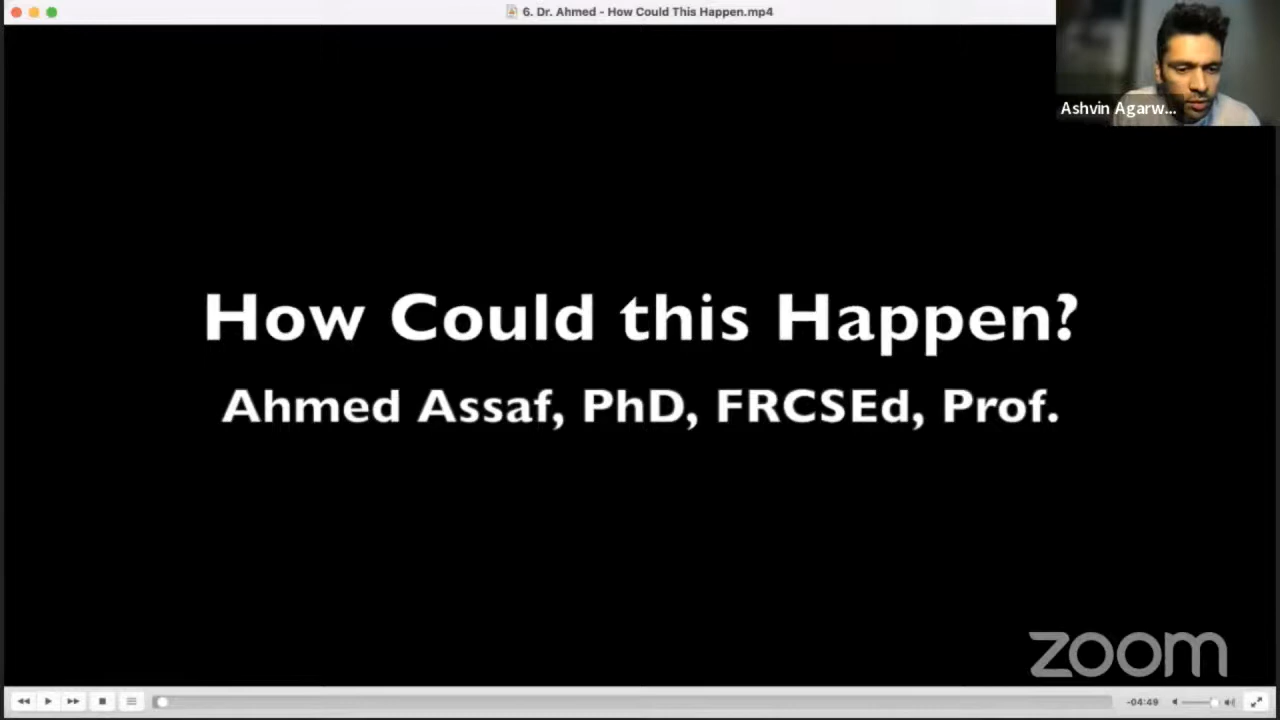 6. Dr. Ahmed - How Could This Happen.mp4
Ashvin Agarw...
How Could this Happen?
Ahmed Assaf, PhD, FRCSEd, Prof.
zoom
-04:49